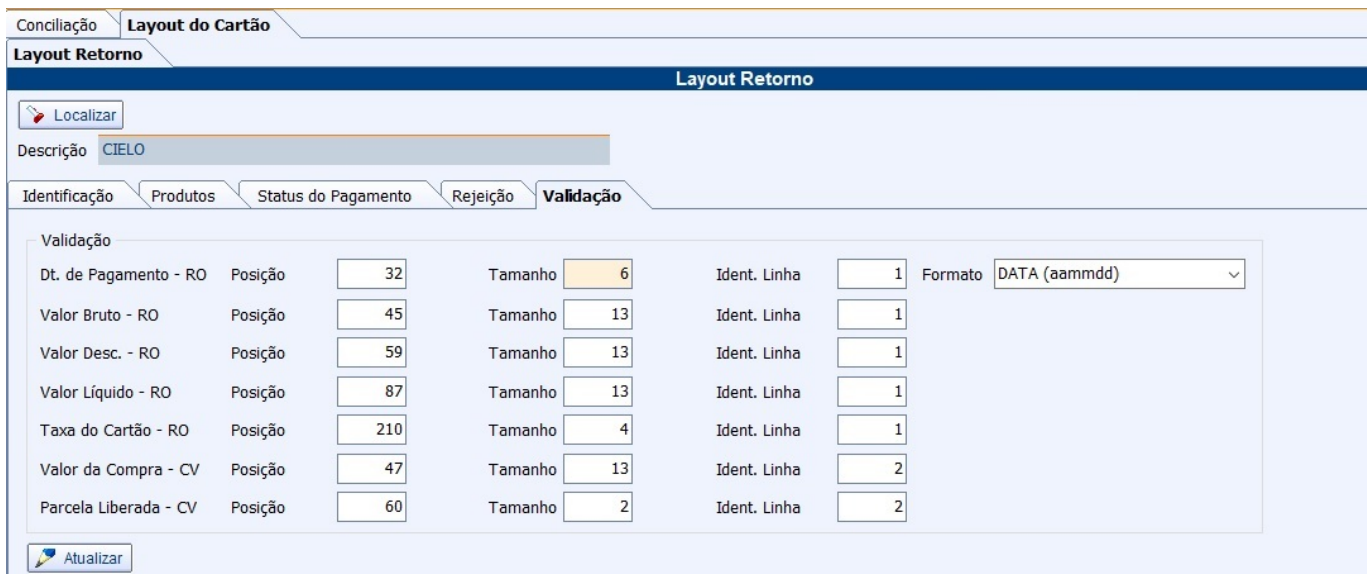 Conciliação Layout do Cartão
Layout Retorno
Layout Retorno
Localizar
Descrição CIELO
Identificação Produtos Status do Pagamento Rejeição Validação
Validação
Dt. de Pagamento - RO Posição 32 Tamanho 6 Ident. Linha 1 Formato DATA (aammdd)
Valor Bruto - RO Posição 45 Tamanho 13 Ident. Linha 1
Valor Desc. - RO Posição 59 Tamanho 13 Ident. Linha 1
Valor Líquido - RO Posição 87 Tamanho 13 Ident. Linha 1
Taxa do Cartão - RO Posição 210 Tamanho 4 Ident. Linha 1
Valor da Compra - CV Posição 47 Tamanho 13 Ident. Linha 2
Parcela Liberada - CV Posição 60 Tamanho 2 Ident. Linha 2
Atualizar